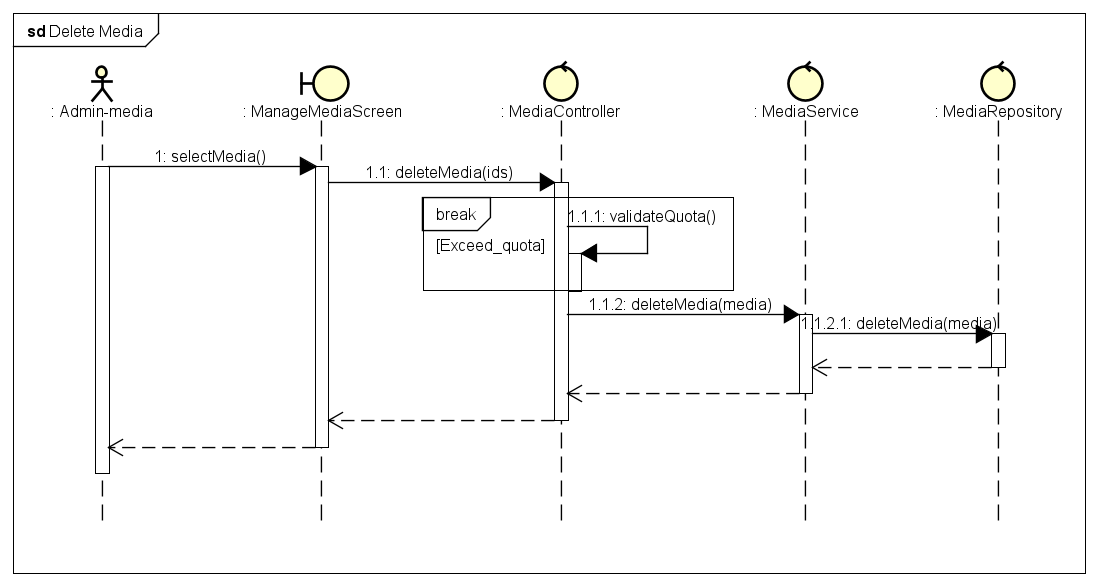 sd Delete Media
: Admin-media
: ManageMediaScreen
: MediaController
: MediaService
: MediaRepository
1: selectMedia()
1.1: deleteMedia(ids)
break
1.1.1: validateQuota()
[Exceed_quota]
1.1.2: deleteMedia(media)
1.1.2.1: deleteMedia(media)